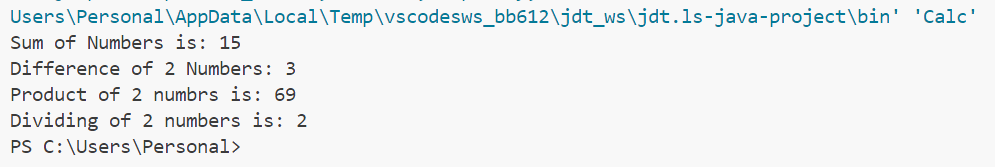 Users\Personal\AppData\Local\Temp\vscodesws_bb612\jdt_ws\jdt.ls-java-project\bin' 'Calc'
Sum of Numbers is: 15
Difference of 2 Numbers: 3
Product of 2 numbrs is: 69
Dividing of 2 numbers is: 2
PS C:\Users\Personal>